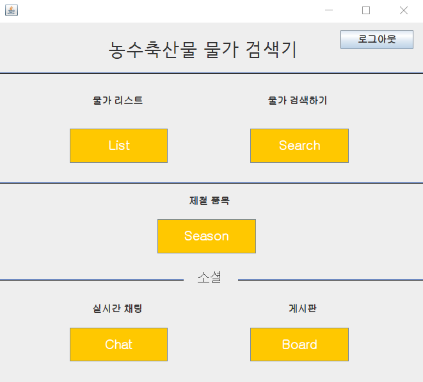 농수축산물 물가 검색기
로그아웃
물가 리스트
물가 검색하기
List
Search
제철 품목
Season
소셜
실시간 채팅
게시판
Chat
Board